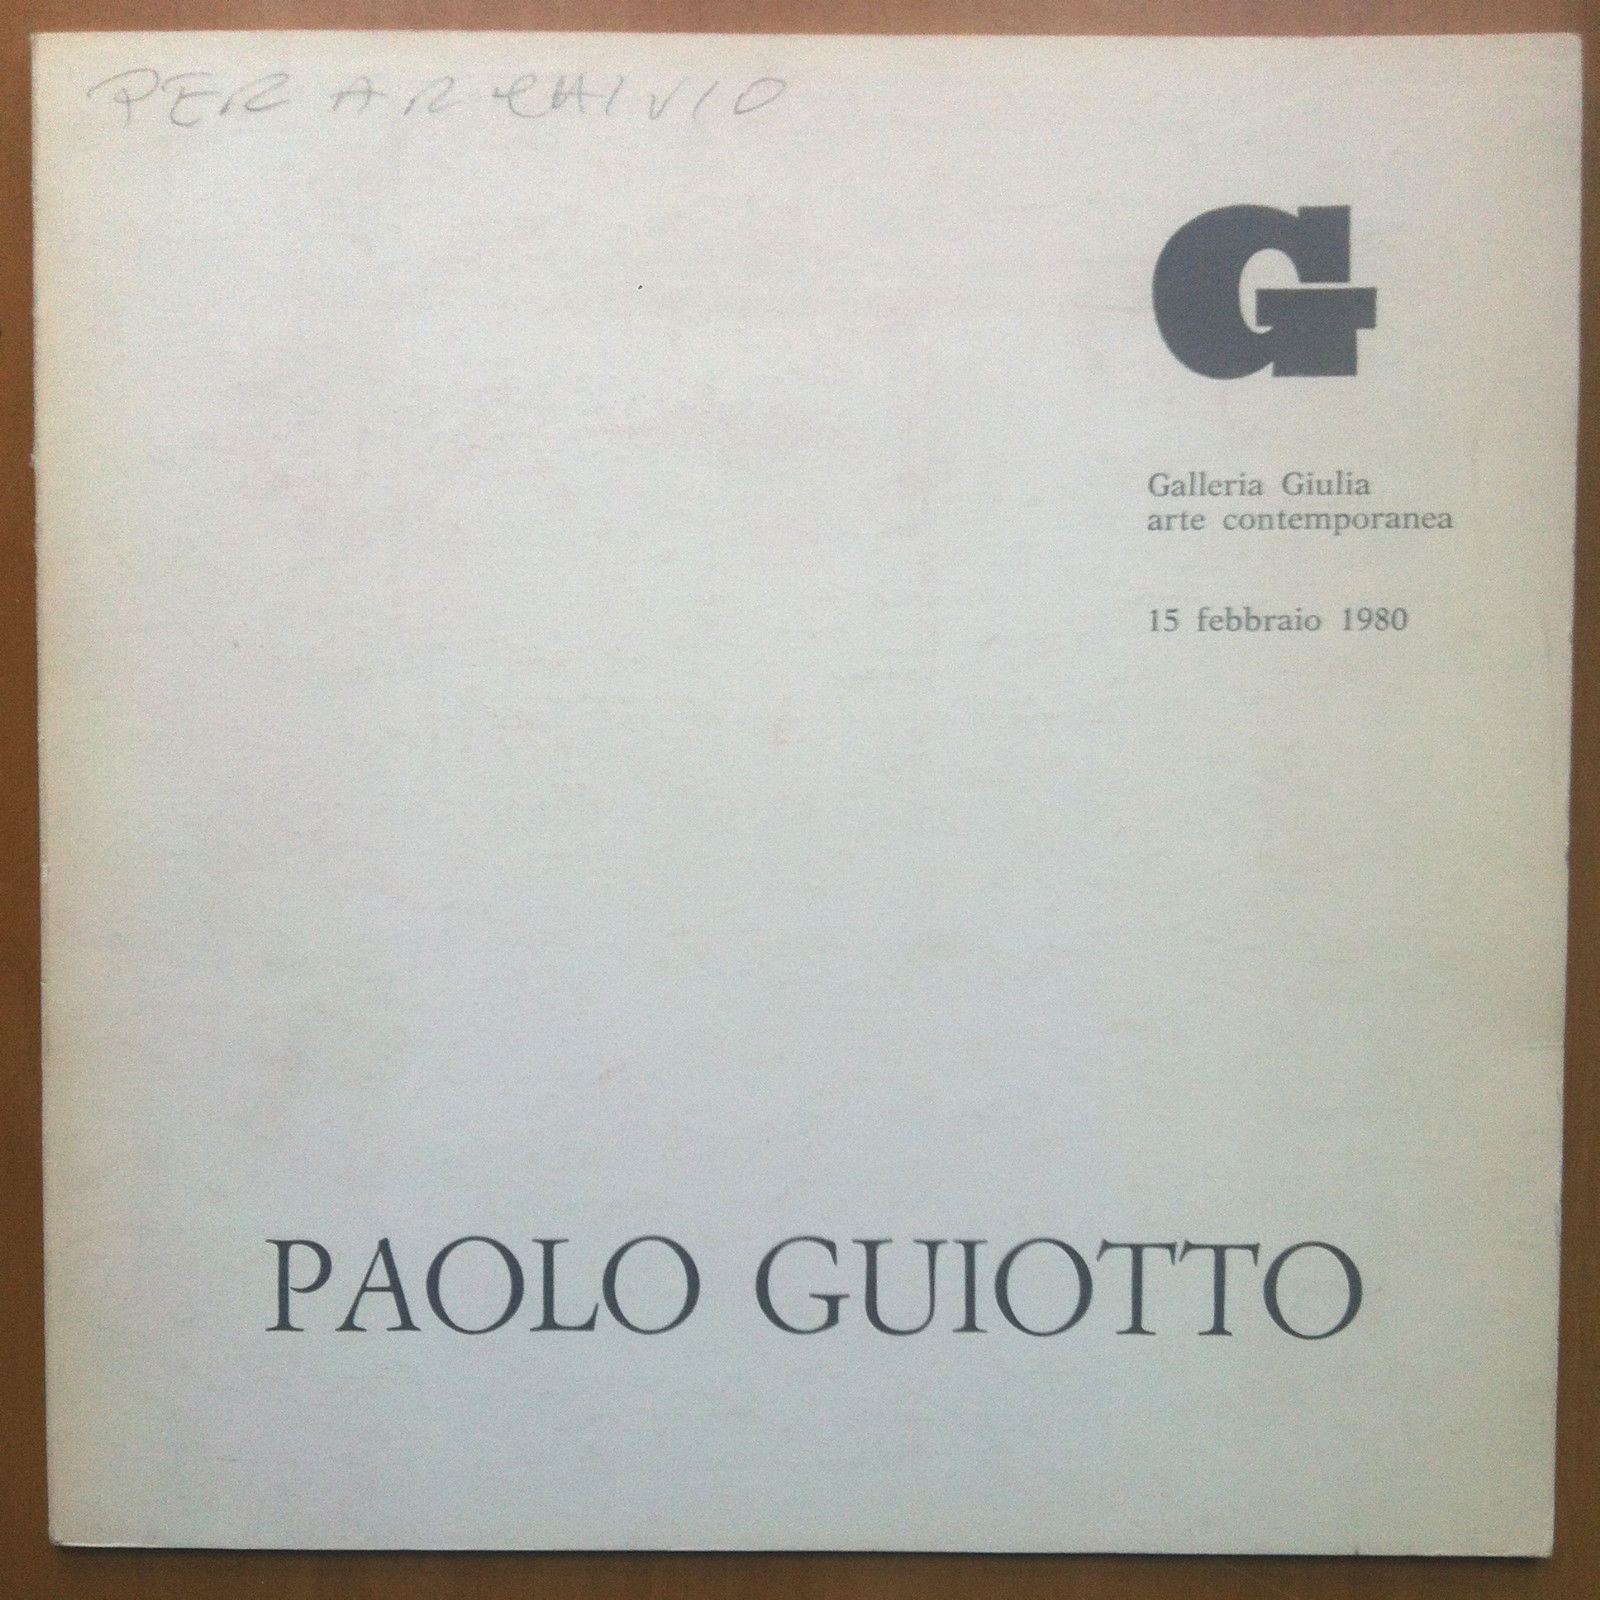 PER ARCHIVIO
G
Galleria Giulia
arte contemporanea
15 febbraio 1980
PAOLO GUIOTTO